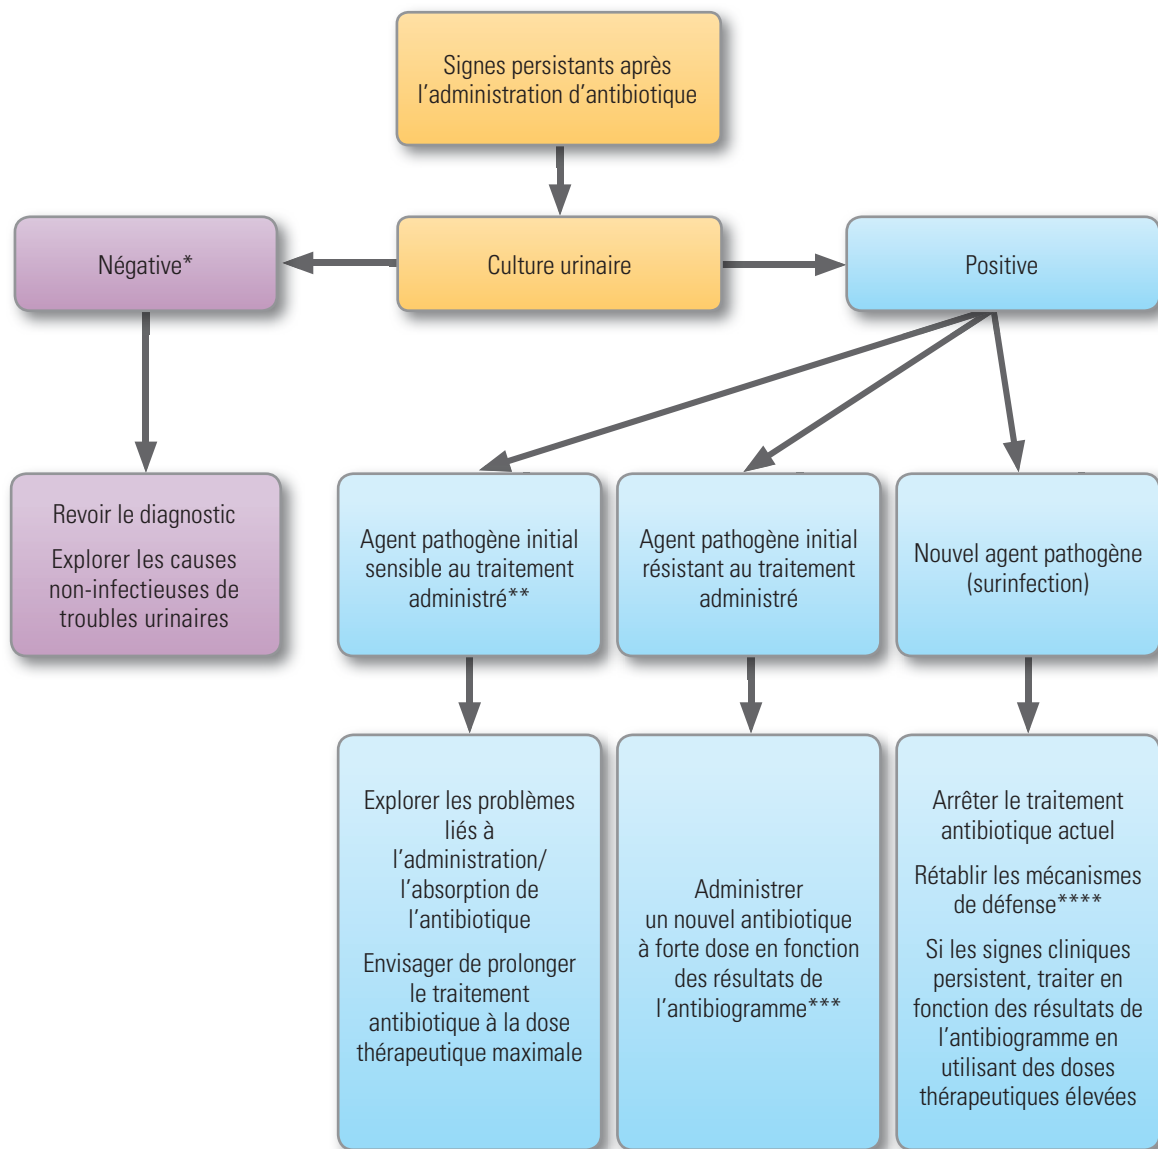 Signes persistants après
l'administration d'antibiotique
Négative*
Culture urinaire
Positive
Revoir le diagnostic
Explorer les causes
non-infectieuses de
troubles urinaires
Agent pathogène initial
sensible au traitement
administré**
Agent pathogène initial
résistant au traitement
administré
Nouvel agent pathogène
(surinfection)
Explorer les problèmes
liés à
l'administration/
l'absorption de
l'antibiotique
Envisager de prolonger
le traitement
antibiotique à la dose
thérapeutique maximale
Administrer
un nouvel antibiotique
à forte dose en fonction
des résultats de
l'antibiogramme***
Arrêter le traitement
antibiotique actuel
Rétablir les mécanismes
de défense****
Si les signes cliniques
persistent, traiter en
fonction des résultats de
l'antibiogramme en
utilisant des doses
thérapeutiques élevées